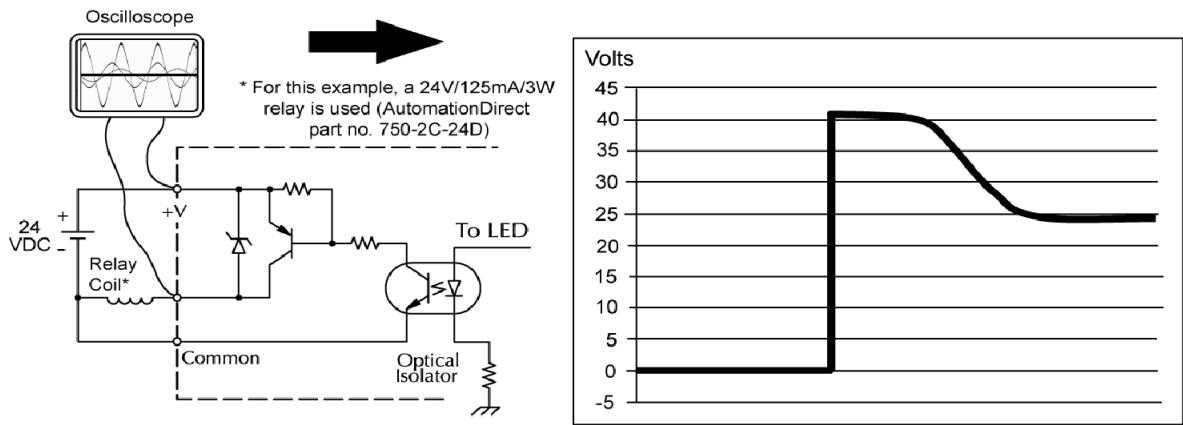 Oscilloscope
* For this example, a 24V/125mA/3W
relay is used (AutomationDirect
part no. 750-2C-24D)
+V
+
24
VDC
–
Relay
Coil*
To LED
Common
Optical
Isolator
Volts
45
40
35
30
25
20
15
10
5
0
-5